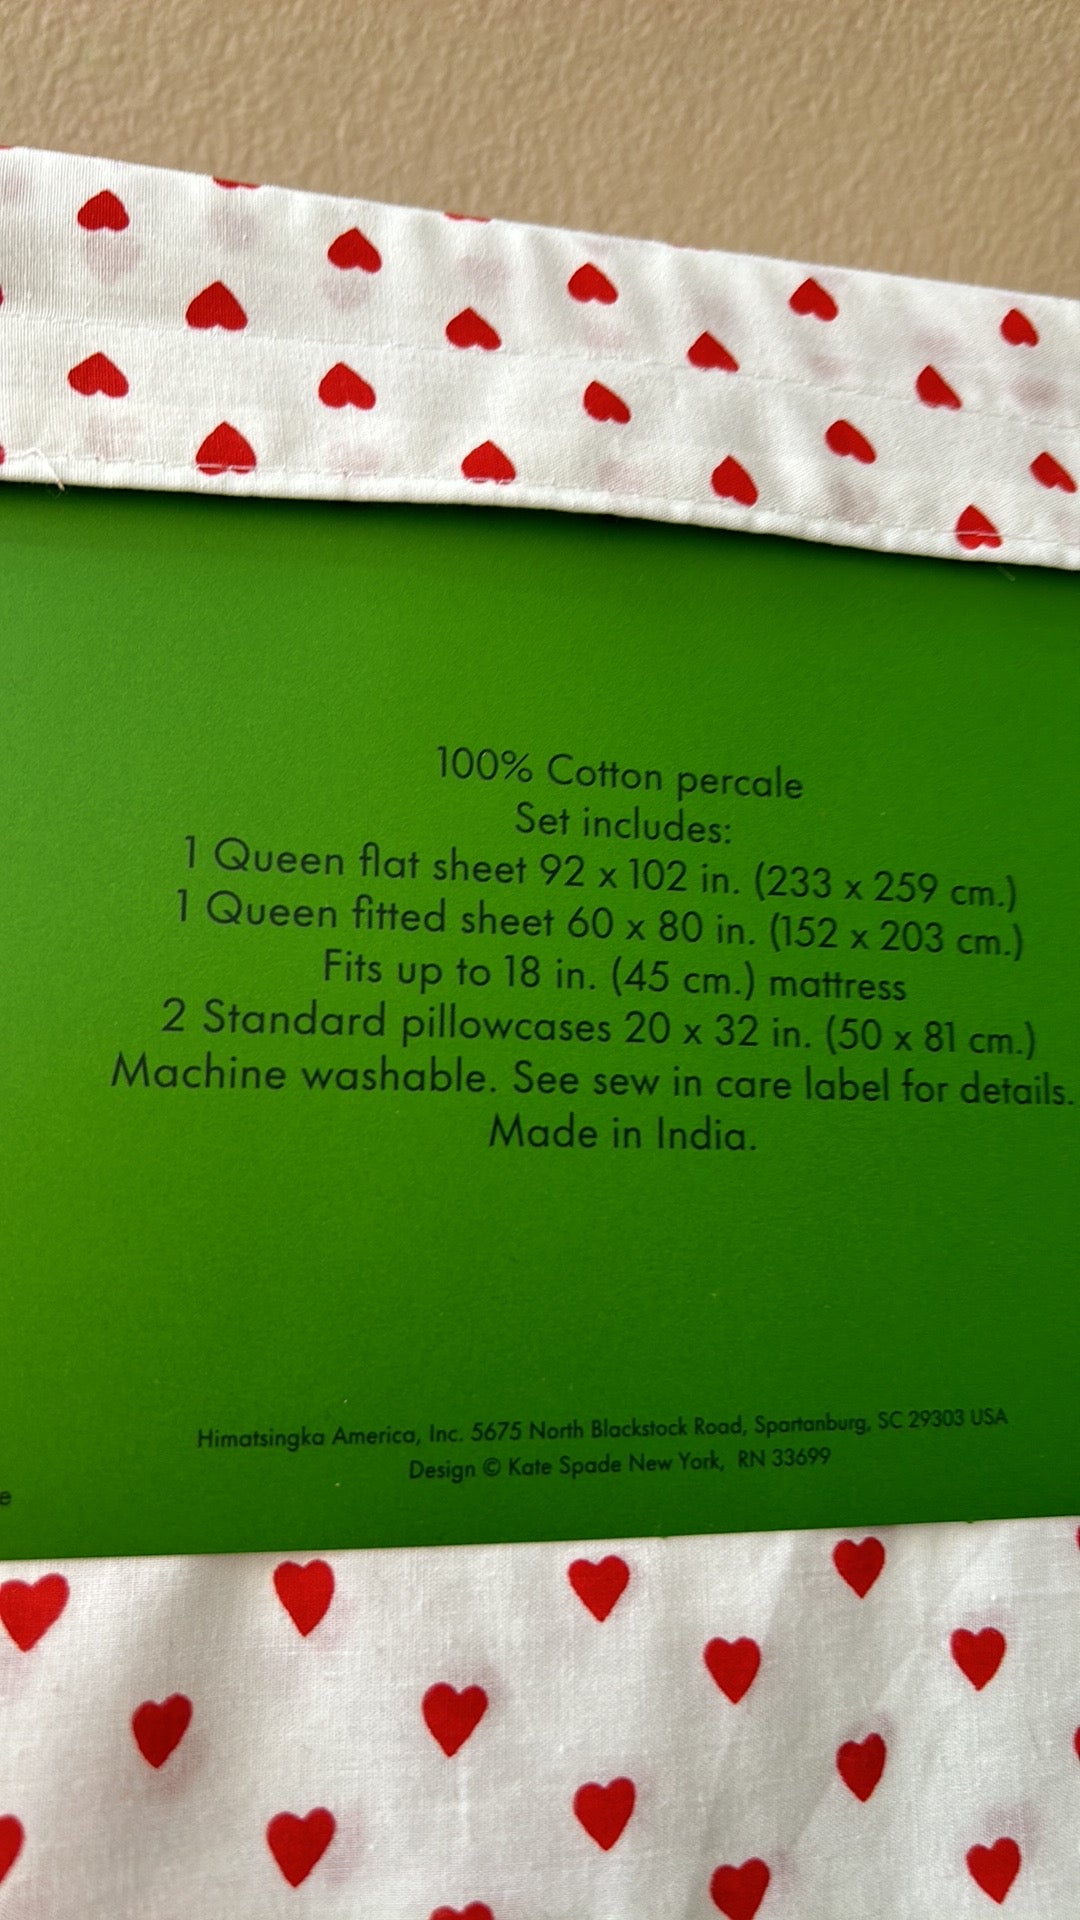 100% Cotton percale
Set includes:
1 Queen flat sheet 92 x 102 in. (233 x 259 cm.)
1 Queen fitted sheet 60 x 80 in. (152 x 203 cm.)
Fits up to 18 in. (45 cm.) mattress
2 Standard pillowcases 20 x 32 in. (50 x 81 cm.)
Machine washable. See sew in care label for details.
Made in India.
Himatsingka America, Inc. 5675 North Blackstock Road, Spartanburg, SC 29303 USA
Design © Kate Spade New York, RN 33699